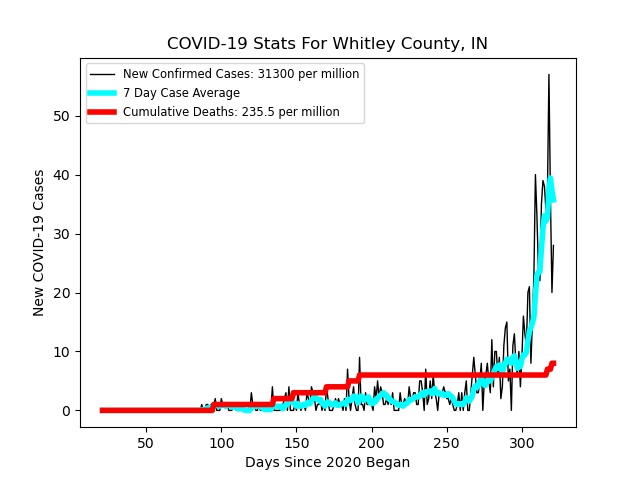 COVID-19 Stats For Whitley County, IN
New Confirmed Cases: 31300 per million
7 Day Case Average
Cumulative Deaths: 235.5 per million
New COVID-19 Cases
50
40
30
20
10
0
50 100 150 200 250 300
Days Since 2020 Began